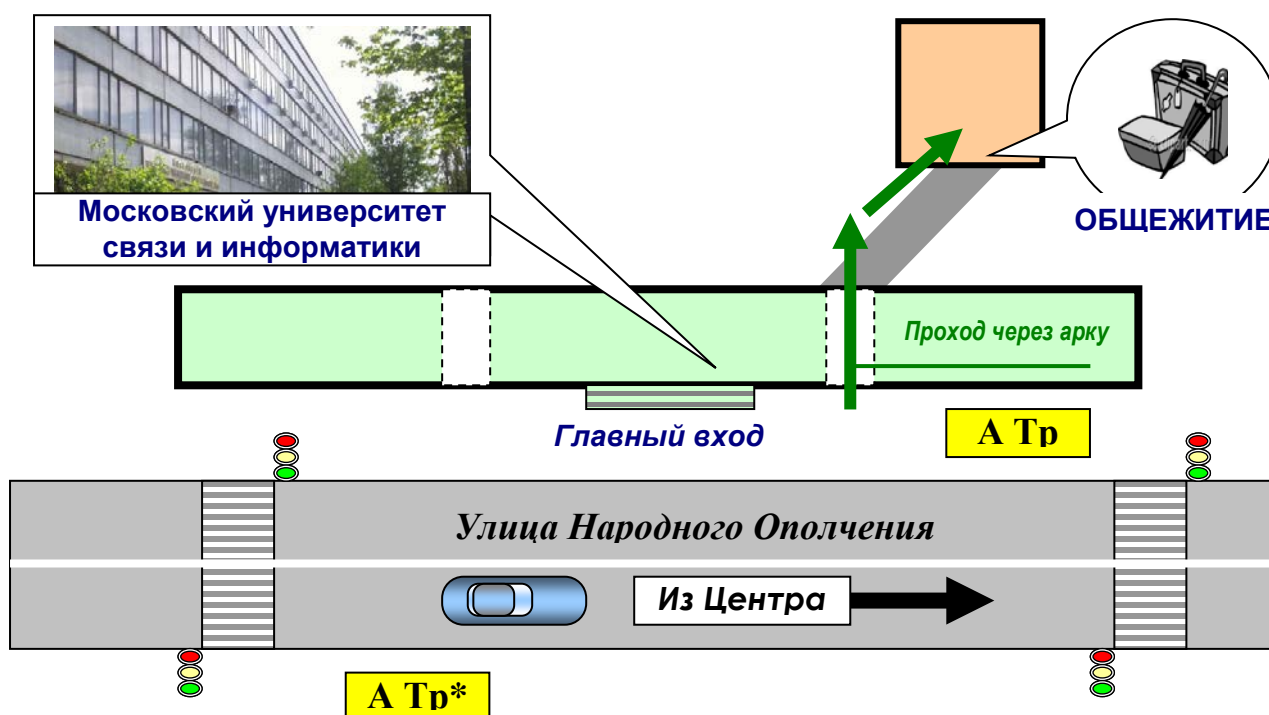 Московский университет
связи и информатики
ОБЩЕЖИТИЕ
Проход через арку
Главный вход
А Тр
Улица Народного Ополчения
Из Центра
А Тр*